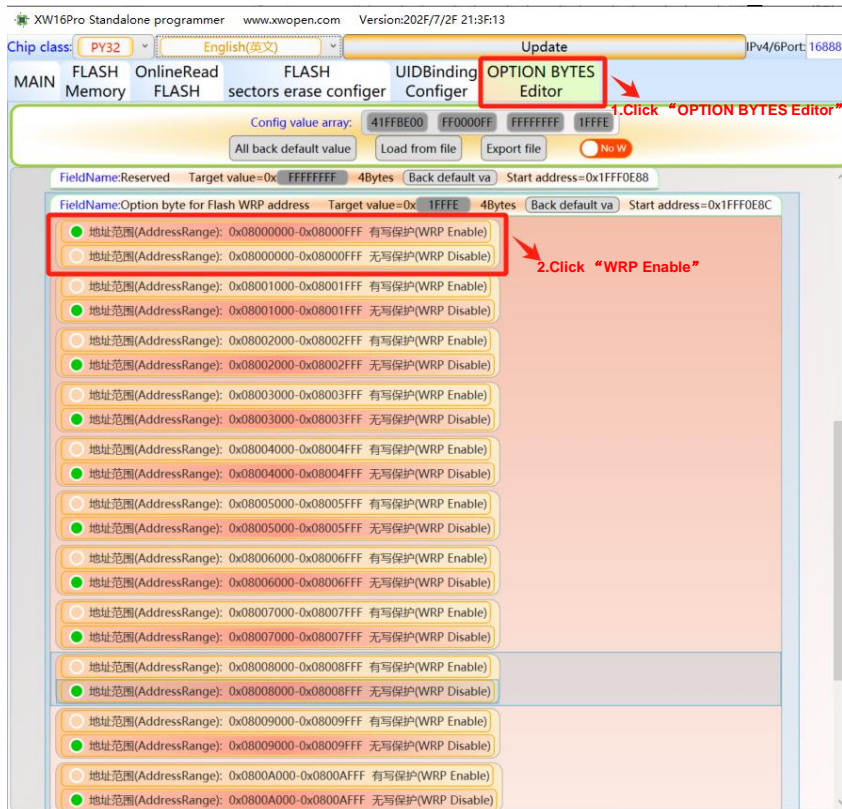 XW16Pro Standalone programmer www.xwopen.com Version:202F/7/2F 21:3F:13
Chip class: PY32 English(英文) Update IPv4/6Port: 16888
MAIN
FLASH
Memory
OnlineRead
FLASH
FLASH
sectors erase configer
UIDBinding
Configer
OPTION BYTES
Editor
1.Click “OPTION BYTES Editor”
Config value array: 41FFBE00 FF0000FF FFFFFFFF 1FFFE
All back default value Load from file Export file No W
FieldName:Reserved Target value=0x FFFFFFFF 4Bytes Back default va Start address=0x1FFF0E88
FieldName:Option byte for Flash WRP address Target value=0x 1FFFE 4Bytes Back default va Start address=0x1FFF0E8C
地址范围(AddressRange): 0x08000000-0x08000FFF 有写保护(WRP Enable)
地址范围(AddressRange): 0x08000000-0x08000FFF 无写保护(WRP Disable)
2.Click “WRP Enable”
地址范围(AddressRange): 0x08001000-0x08001FFF 有写保护(WRP Enable)
地址范围(AddressRange): 0x08001000-0x08001FFF 无写保护(WRP Disable)
地址范围(AddressRange): 0x08002000-0x08002FFF 有写保护(WRP Enable)
地址范围(AddressRange): 0x08002000-0x08002FFF 无写保护(WRP Disable)
地址范围(AddressRange): 0x08003000-0x08003FFF 有写保护(WRP Enable)
地址范围(AddressRange): 0x08003000-0x08003FFF 无写保护(WRP Disable)
地址范围(AddressRange): 0x08004000-0x08004FFF 有写保护(WRP Enable)
地址范围(AddressRange): 0x08004000-0x08004FFF 无写保护(WRP Disable)
地址范围(AddressRange): 0x08005000-0x08005FFF 有写保护(WRP Enable)
地址范围(AddressRange): 0x08005000-0x08005FFF 无写保护(WRP Disable)
地址范围(AddressRange): 0x08006000-0x08006FFF 有写保护(WRP Enable)
地址范围(AddressRange): 0x08006000-0x08006FFF 无写保护(WRP Disable)
地址范围(AddressRange): 0x08007000-0x08007FFF 有写保护(WRP Enable)
地址范围(AddressRange): 0x08007000-0x08007FFF 无写保护(WRP Disable)
地址范围(AddressRange): 0x08008000-0x08008FFF 有写保护(WRP Enable)
地址范围(AddressRange): 0x08008000-0x08008FFF 无写保护(WRP Disable)
地址范围(AddressRange): 0x08009000-0x08009FFF 有写保护(WRP Enable)
地址范围(AddressRange): 0x08009000-0x08009FFF 无写保护(WRP Disable)
地址范围(AddressRange): 0x0800A000-0x0800AFFF 有写保护(WRP Enable)
地址范围(AddressRange): 0x0800A000-0x0800AFFF 无写保护(WRP Disable)